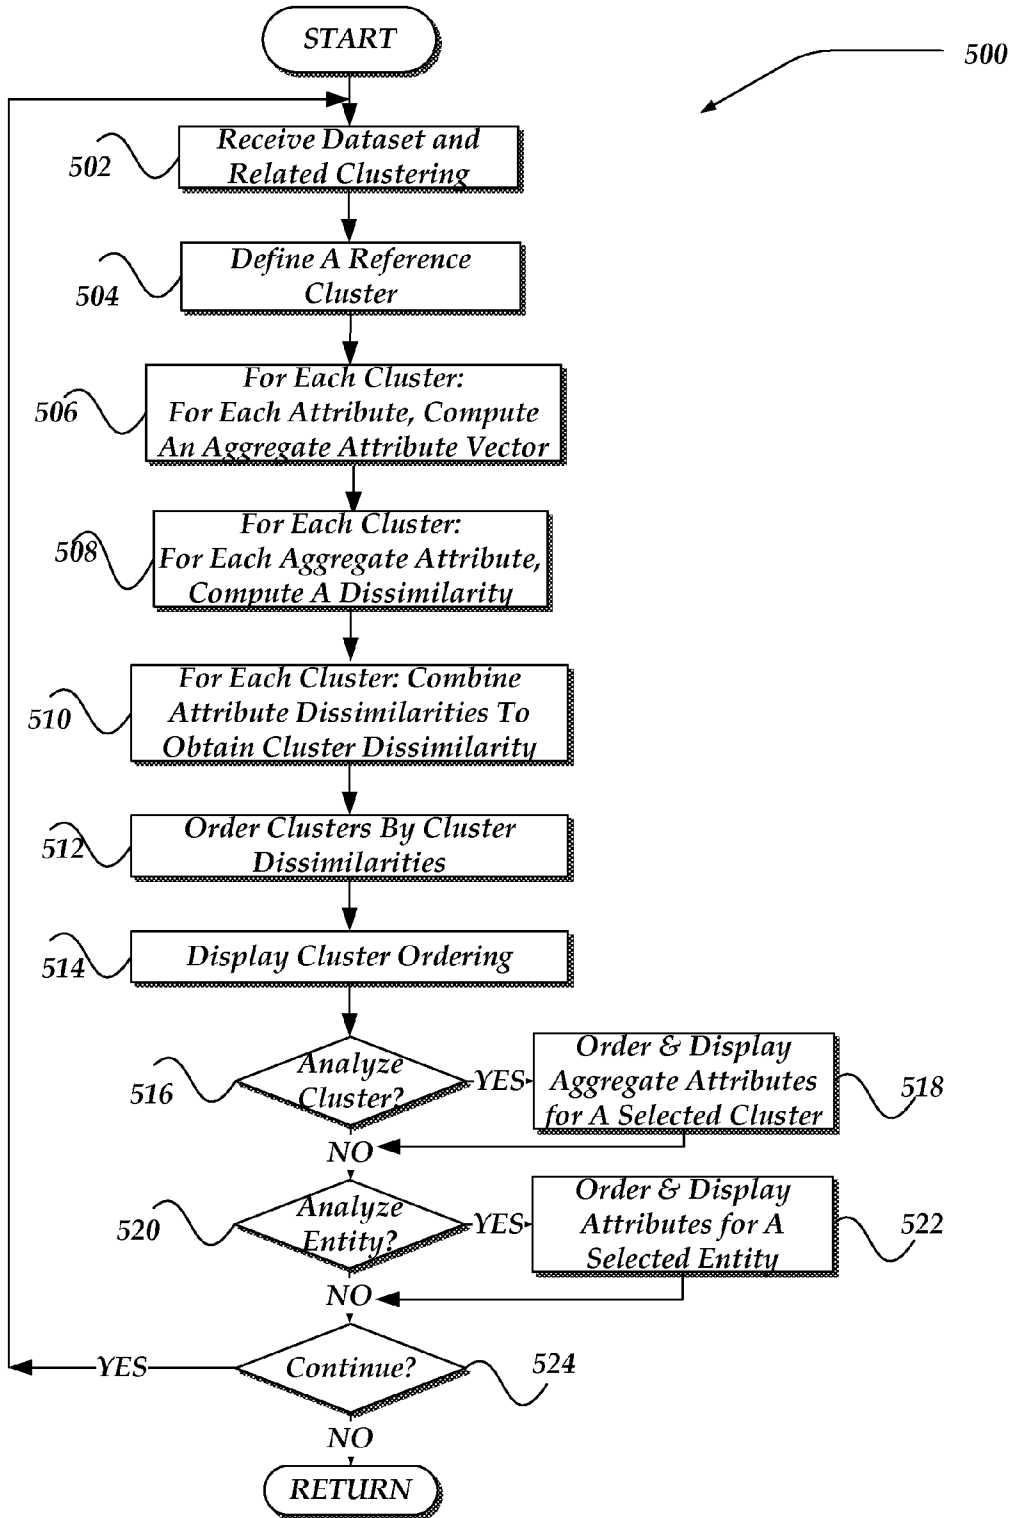 START
500
502
Receive Dataset and
Related Clustering
504
Define A Reference
Cluster
506
For Each Cluster:
For Each Attribute, Compute
An Aggregate Attribute Vector
508
For Each Cluster:
For Each Aggregate Attribute,
Compute A Dissimilarity
510
For Each Cluster: Combine
Attribute Dissimilarities To
Obtain Cluster Dissimilarity
512
Order Clusters By Cluster
Dissimilarities
514
Display Cluster Ordering
516
Analyze
Cluster?
YES
Order & Display
Aggregate Attributes
for A Selected Cluster
518
NO
520
Analyze
Entity?
YES
Order & Display
Attributes for A
Selected Entity
522
NO
YES
Continue?
524
NO
RETURN